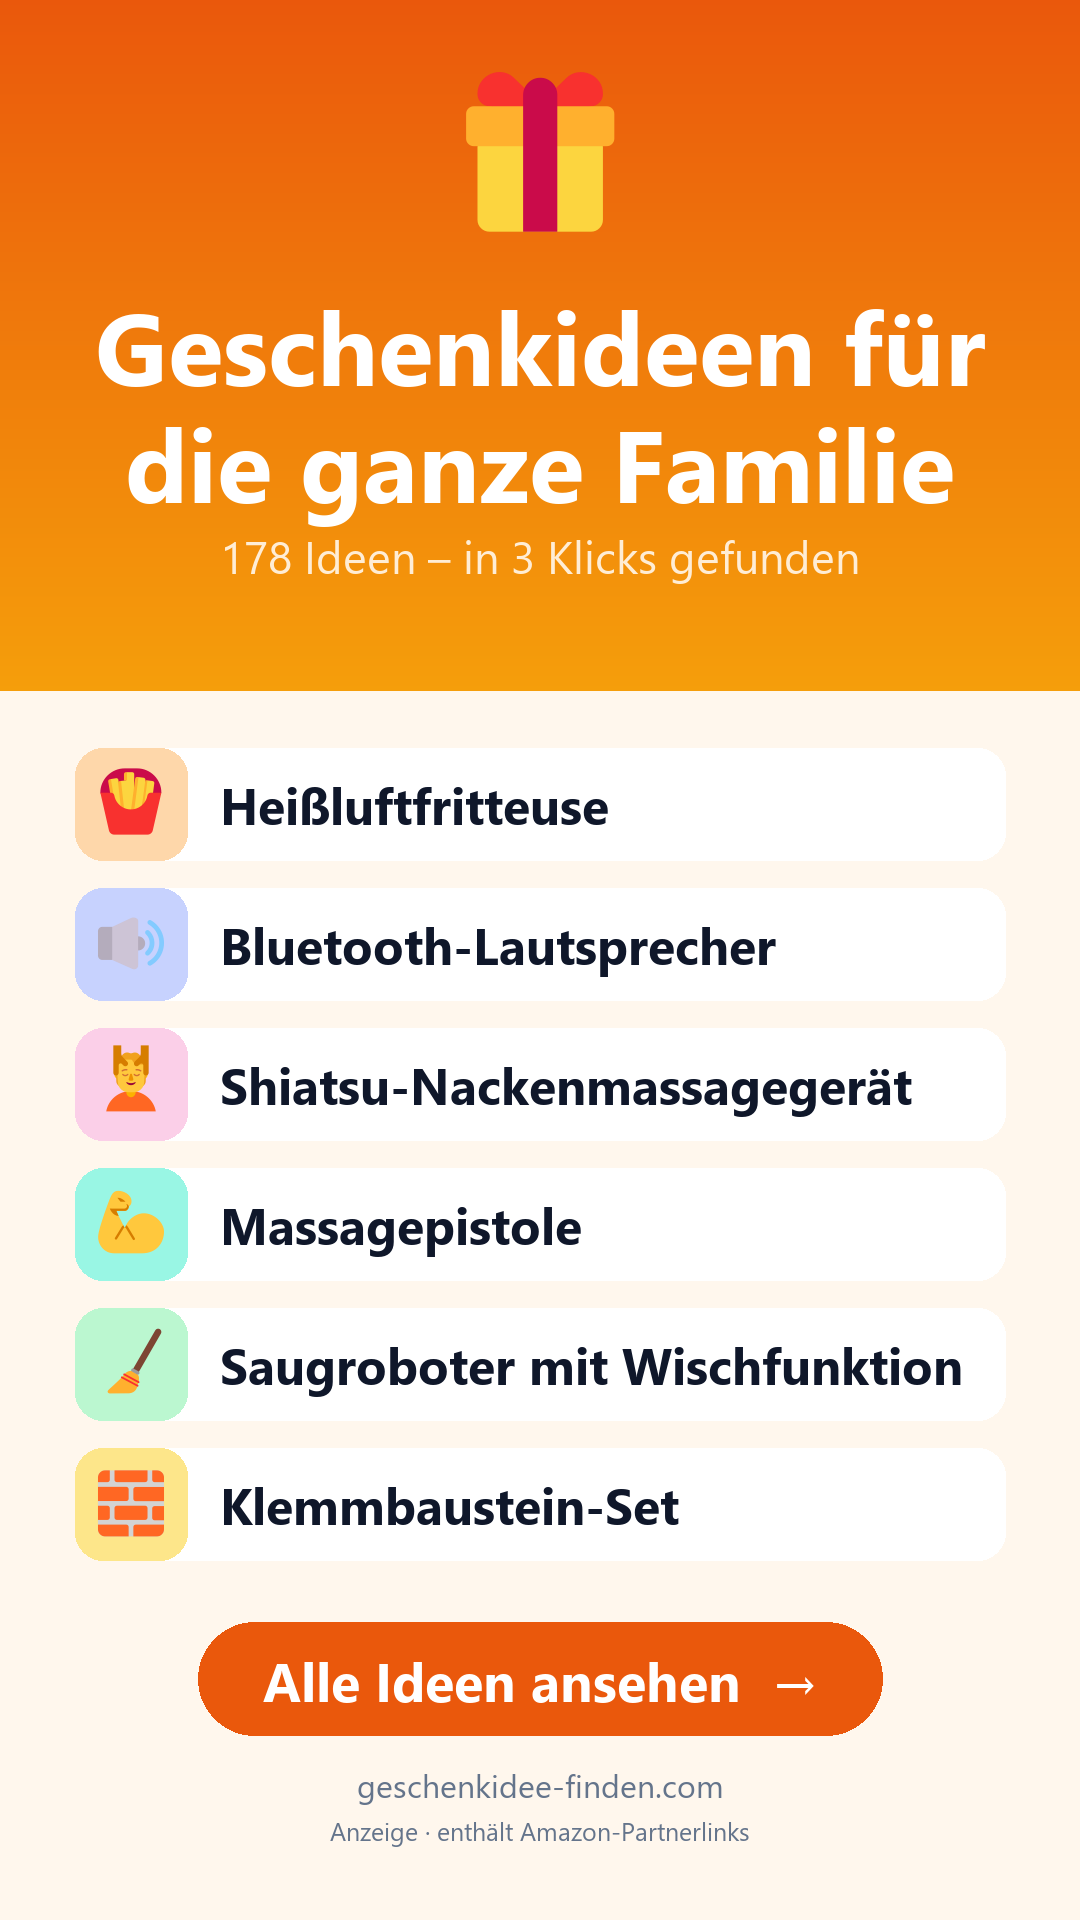 Geschenkideen für
die ganze Familie
178 Ideen – in 3 Klicks gefunden
Heißluftfritteuse
Bluetooth-Lautsprecher
Shiatsu-Nackenmassagegerät
Massagepistole
Saugroboter mit Wischfunktion
Klemmbaustein-Set
Alle Ideen ansehen →
geschenkidee-finden.com
Anzeige · enthält Amazon-Partnerlinks